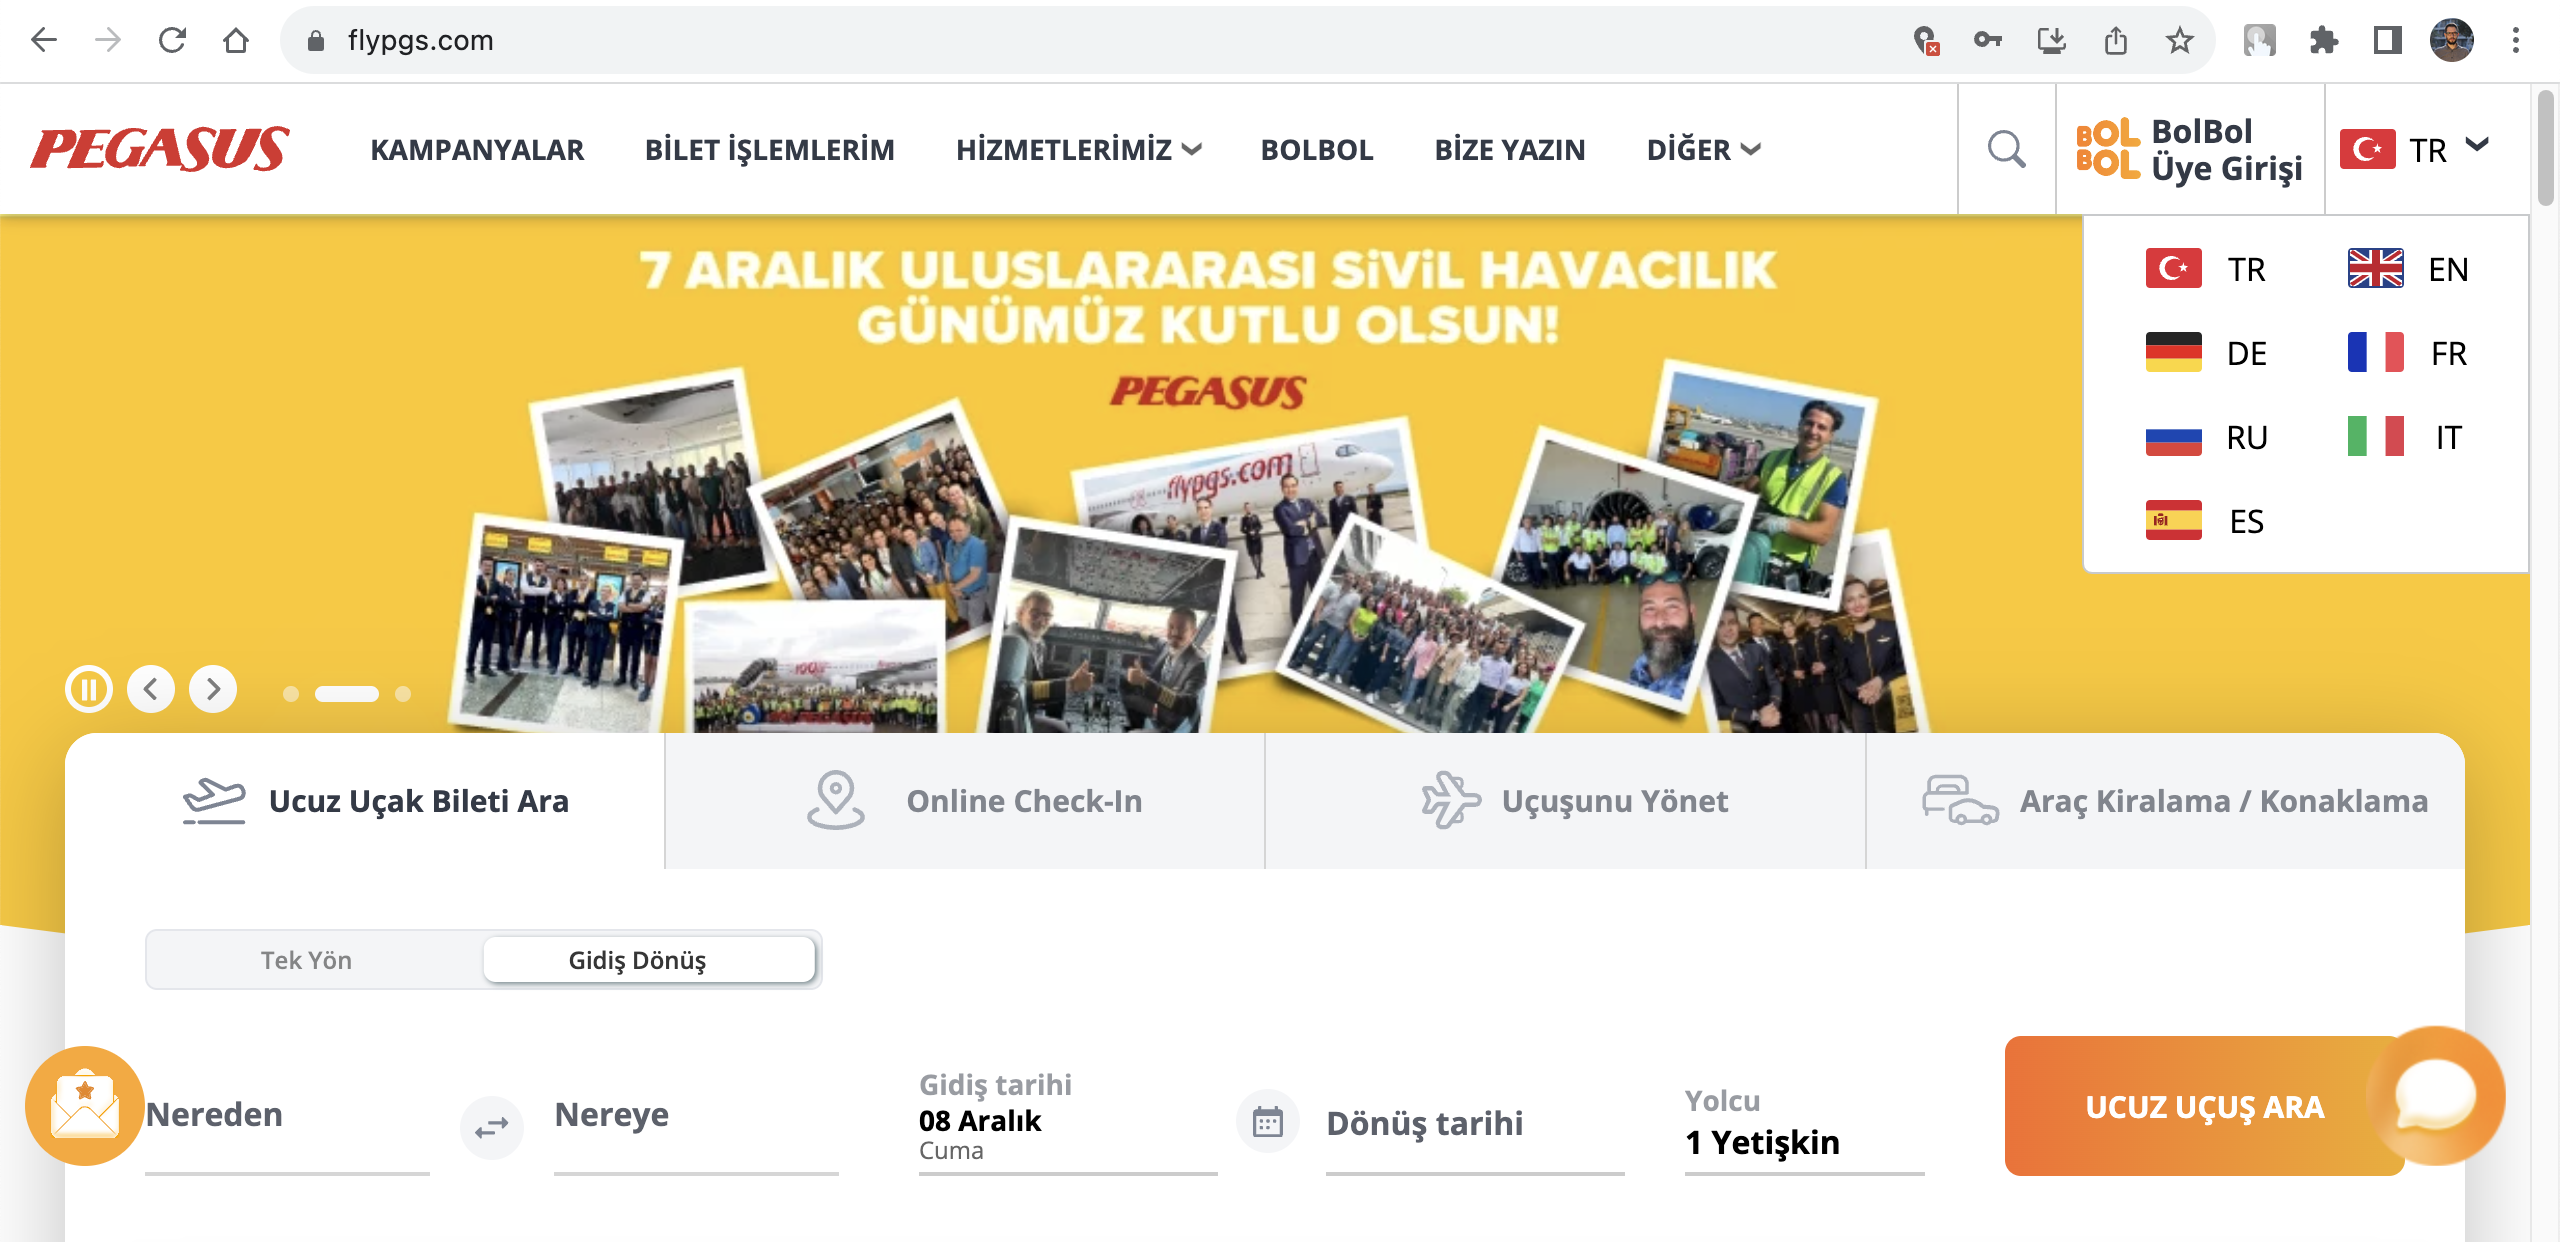 flypgs.com
PEGASUS
KAMPANYALAR
BİLET İŞLEMLERİM
HİZMETLERİMİZ
BOLBOL
BİZE YAZIN
DİĞER
BOL
BOL
BolBol
Üye Girişi
TR
TR
EN
DE
FR
RU
IT
ES
7 ARALIK ULUSLARARASI SiViL HAVACILIK
GÜNÜMÜZ KUTLU OLSUN!
PEGASUS
flypgs.com
100
Ucuz Uçak Bileti Ara
Online Check-In
Uçuşunu Yönet
Araç Kiralama / Konaklama
Tek Yön
Gidiş Dönüş
Nereden
Nereye
Gidiş tarihi
08 Aralık
Cuma
Dönüş tarihi
Yolcu
1 Yetişkin
UCUZ UÇUŞ ARA